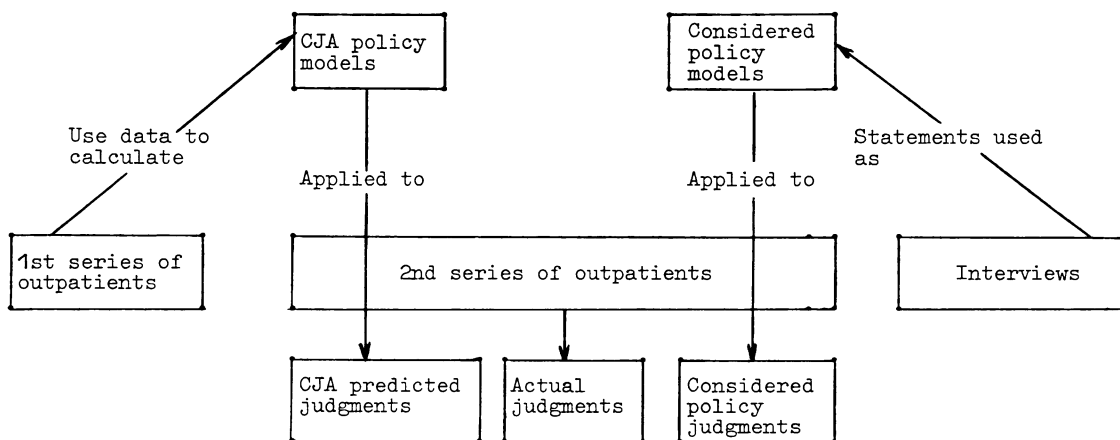 CJA policy
models
Considered
policy
models
Use data to
calculate
Statements used
as
Applied to
Applied to
1st series of
outpatients
2nd series of outpatients
Interviews
CJA predicted
judgments
Actual
judgments
Considered
policy
judgments